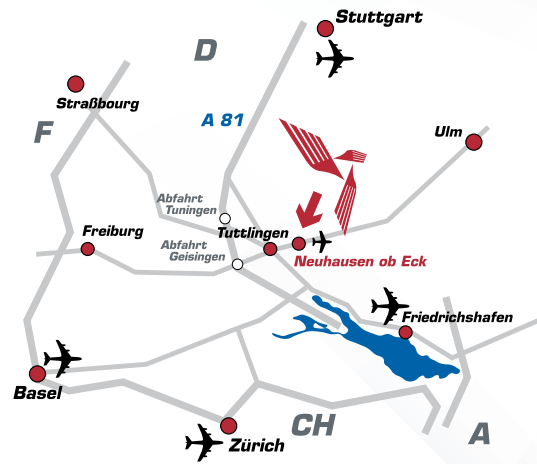 Stuttgart
D
Straßbourg
A 81
F
Ulm
Abfahrt
Tuningen
Freiburg
Tuttlingen
Abfahrt
Geisingen
Neuhausen ob Eck
Friedrichshafen
Basel
CH
A
Zürich